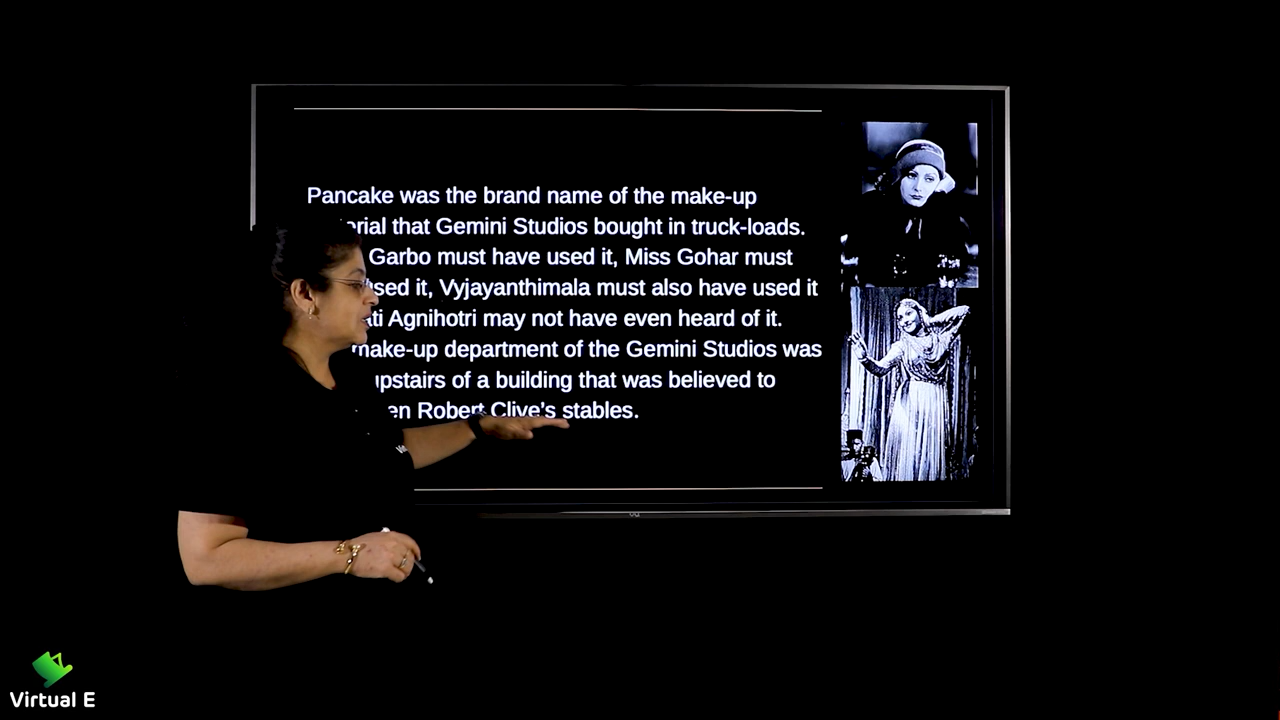 Pancake was the brand name of the make-up
orial that Gemini Studios bought in truck-loads.
Garbo must have used it, Miss Gohar must
used it, Vyjayanthimala must also have used it
ati Agnihotri may not have even heard of it.
make-up department of the Gemini Studios was
upstairs of a building that was believed to
en Robert Clive's stables.
Virtual E